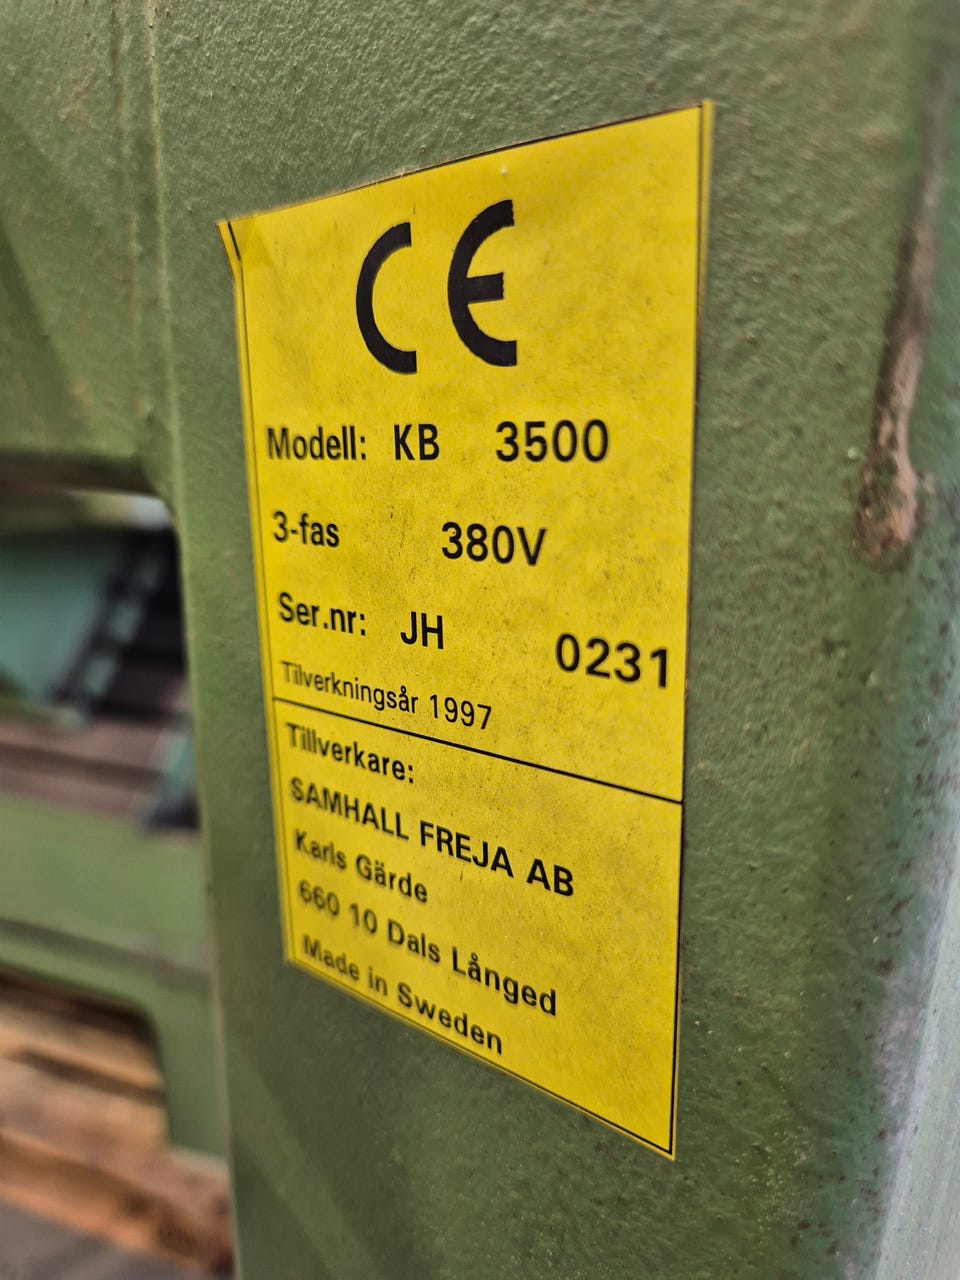 CE
Modell: KB 3500
3-fas 380V
Ser.nr: JH 0231
Tilverkningsår 1997
Tillverkare:
SAMHALL FREJA AB
Karls Gärde
660 10 Dals Långed
Made in Sweden